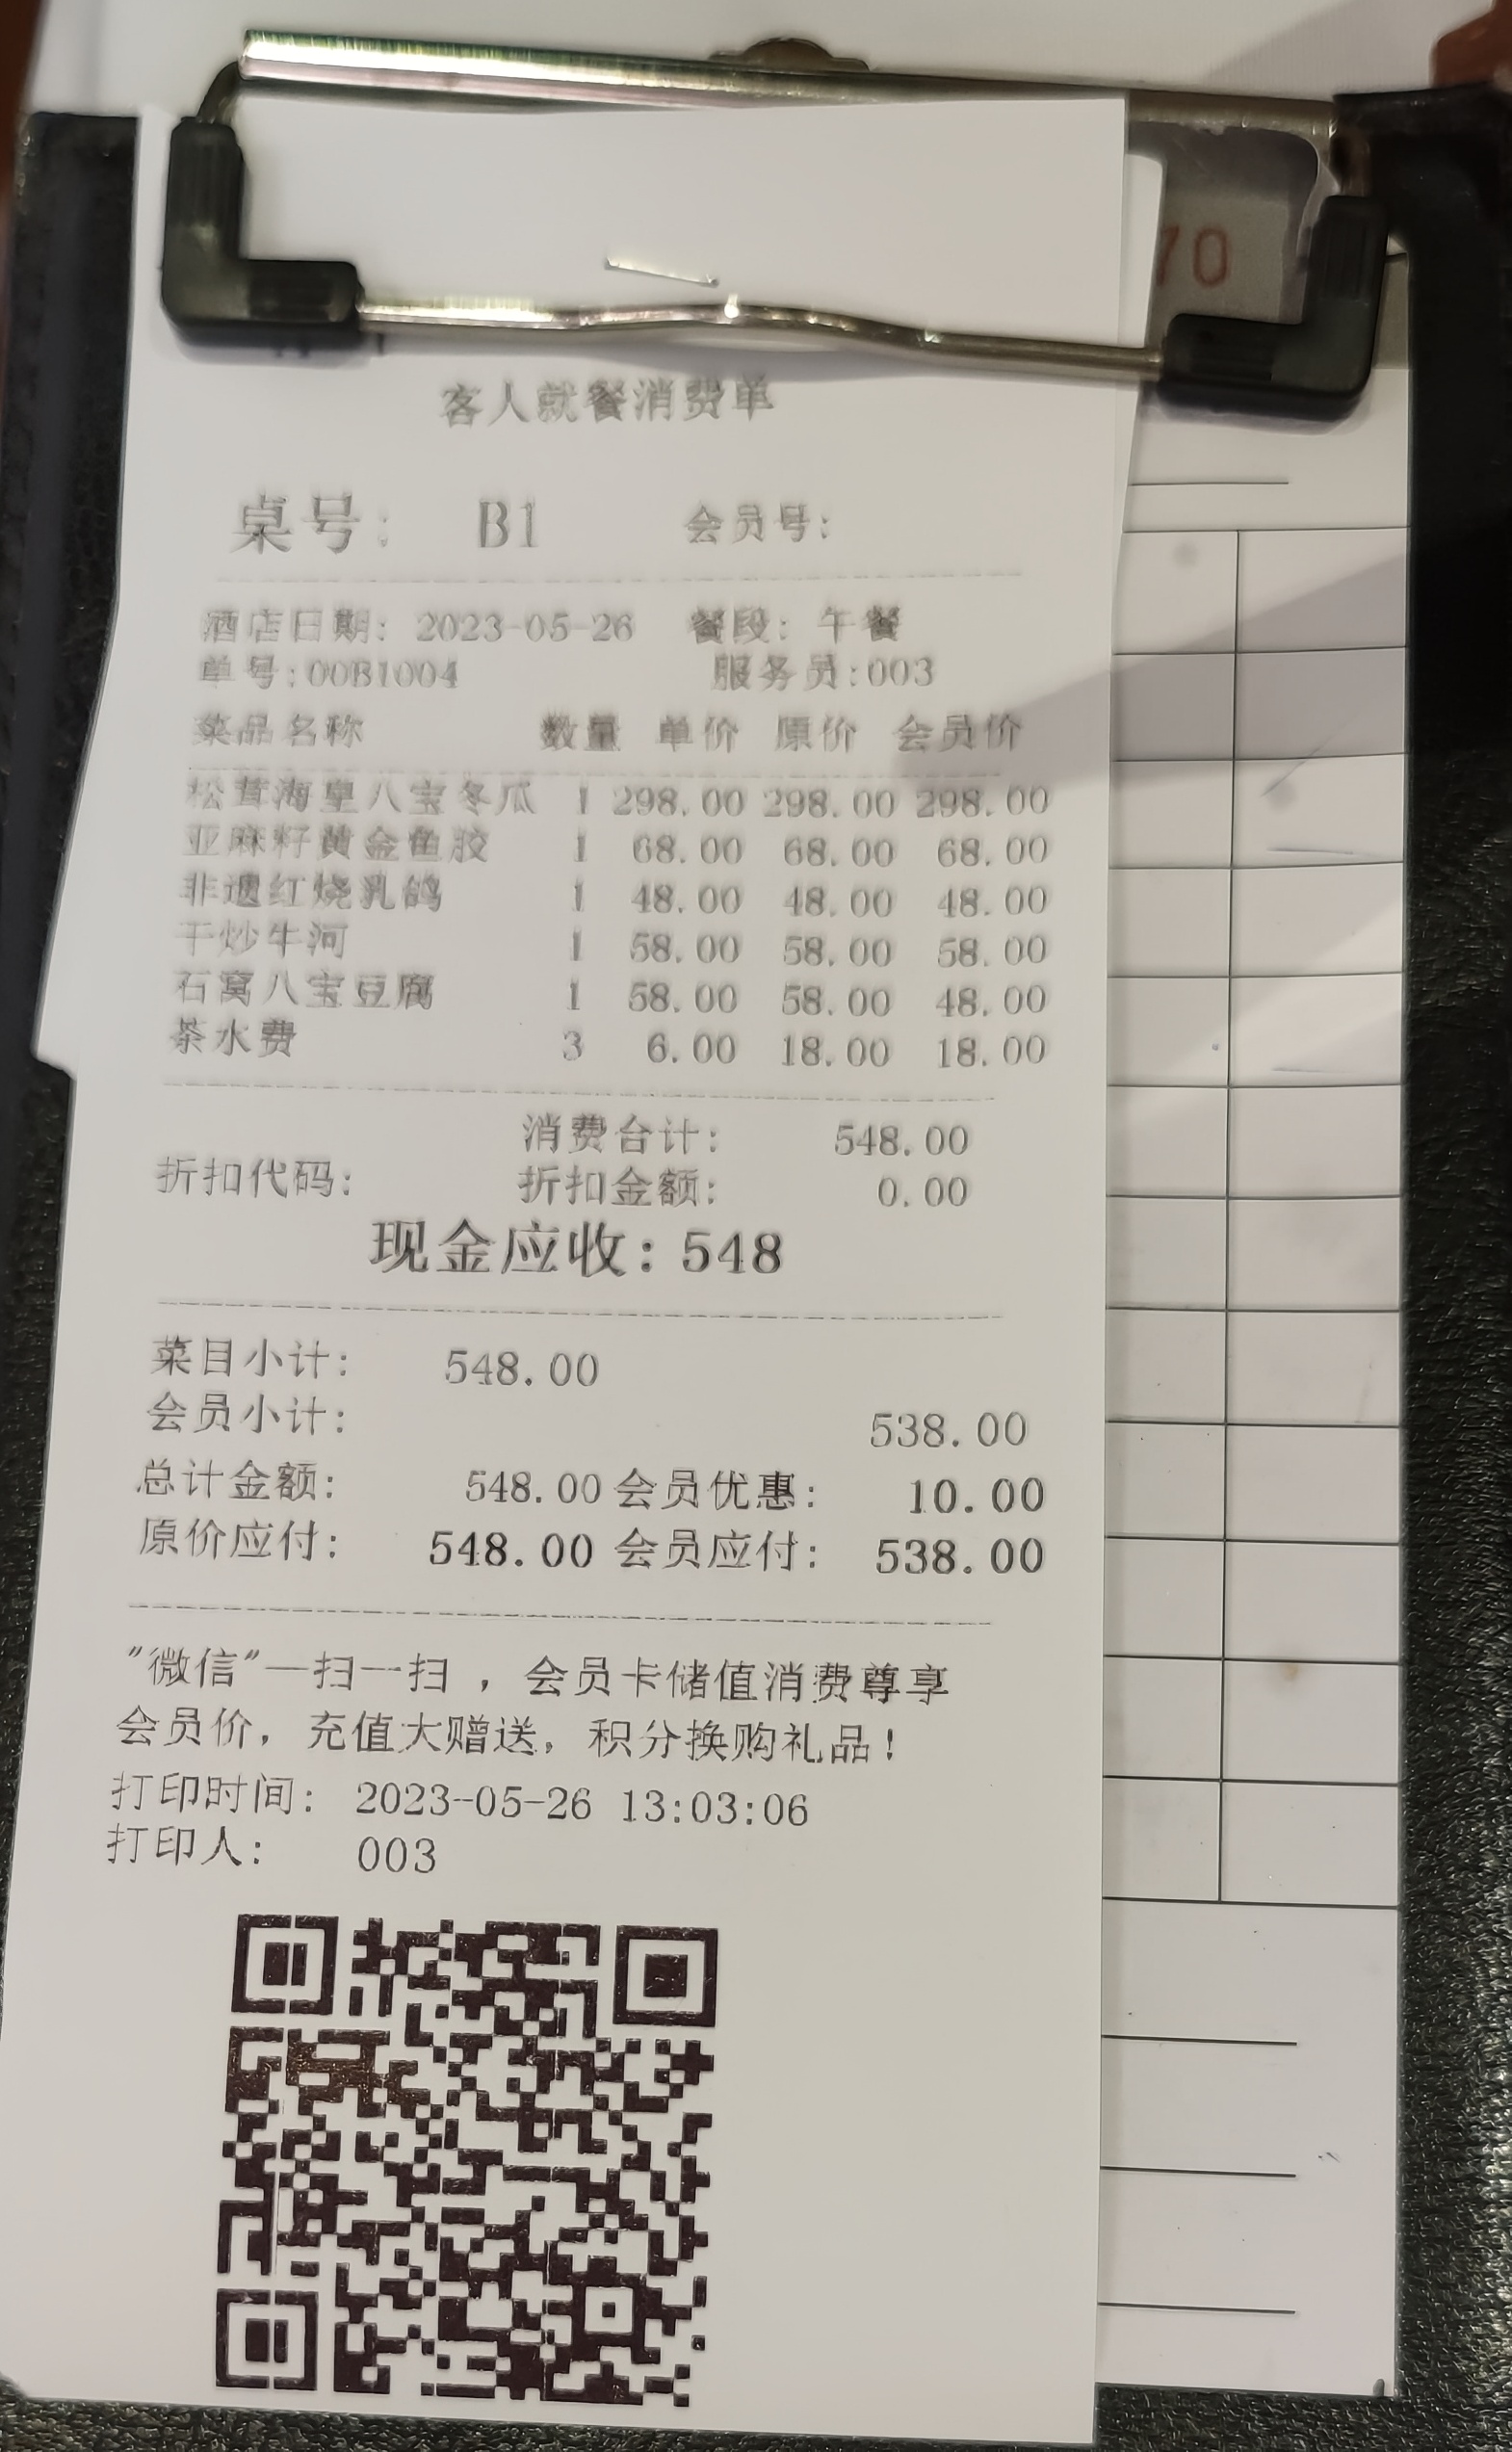 70
客人就餐消费单
桌号: B1 会员号:
酒店日期: 2023-05-26 餐段: 午餐
单号:00B1004 服务员:003
菜品名称 数量 单价 原价 会员价
松茸海皇八宝冬瓜 1 298.00 298.00 298.00
亚麻籽黄金鱼胶 1 68.00 68.00 68.00
非遗红烧乳鸽 1 48.00 48.00 48.00
干炒牛河 1 58.00 58.00 58.00
石窝八宝豆腐 1 58.00 58.00 48.00
茶水费 3 6.00 18.00 18.00
消费合计: 548.00
折扣代码: 折扣金额: 0.00
现金应收: 548
菜目小计: 548.00
会员小计: 538.00
总计金额: 548.00 会员优惠: 10.00
原价应付: 548.00 会员应付: 538.00
"微信"一扫一扫 ，会员卡储值消费尊享
会员价，充值大赠送，积分换购礼品！
打印时间: 2023-05-26 13:03:06
打印人: 003